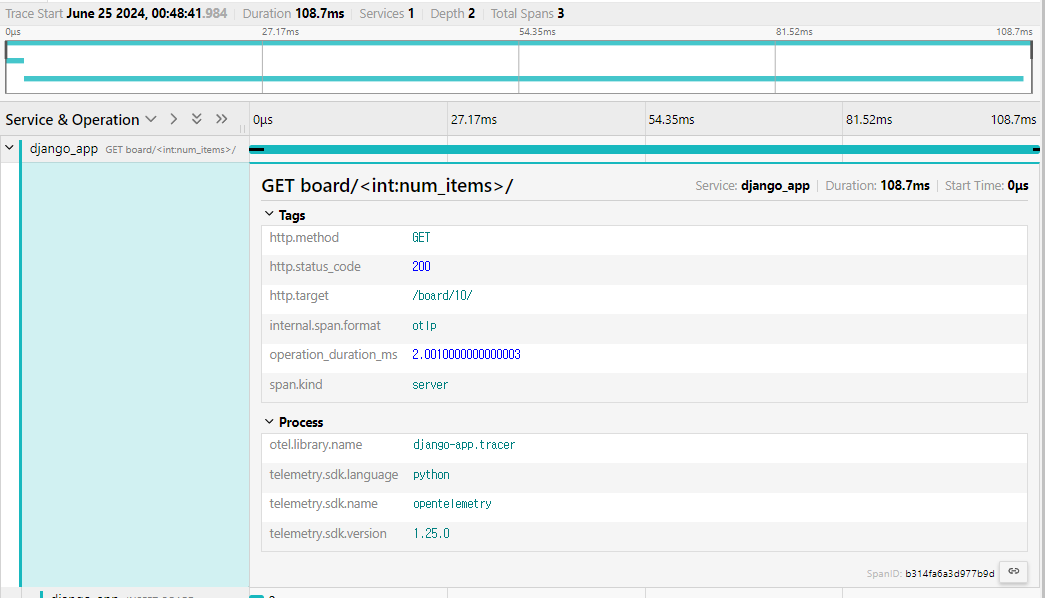 Trace Start June 25 2024, 00:48:41.984 Duration 108.7ms Services 1 Depth 2 Total Spans 3
0µs 27.17ms 54.35ms 81.52ms 108.7ms
Service & Operation 0µs 27.17ms 54.35ms 81.52ms 108.7ms
django_app GET board/<int:num_items>/
GET board/<int:num_items>/ Service: django_app Duration: 108.7ms Start Time: 0µs
Tags
http.method GET
http.status_code 200
http.target /board/10/
internal.span.format otlp
operation_duration_ms 2.0010000000000003
span.kind server
Process
otel.library.name django-app.tracer
telemetry.sdk.language python
telemetry.sdk.name opentelemetry
telemetry.sdk.version 1.25.0
SpanID: b314fa6a3d977b9d
django_app